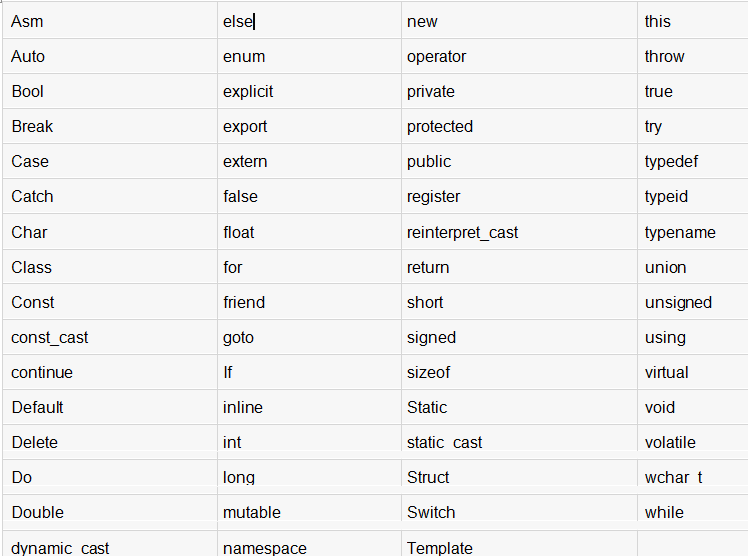 Asm else new this
Auto enum operator throw
Bool explicit private true
Break export protected try
Case extern public typedef
Catch false register typeid
Char float reinterpret_cast typename
Class for return union
Const friend short unsigned
const_cast goto signed using
continue If sizeof virtual
Default inline Static void
Delete int static_cast volatile
Do long Struct wchar_t
Double mutable Switch while
dynamic_cast namespace Template